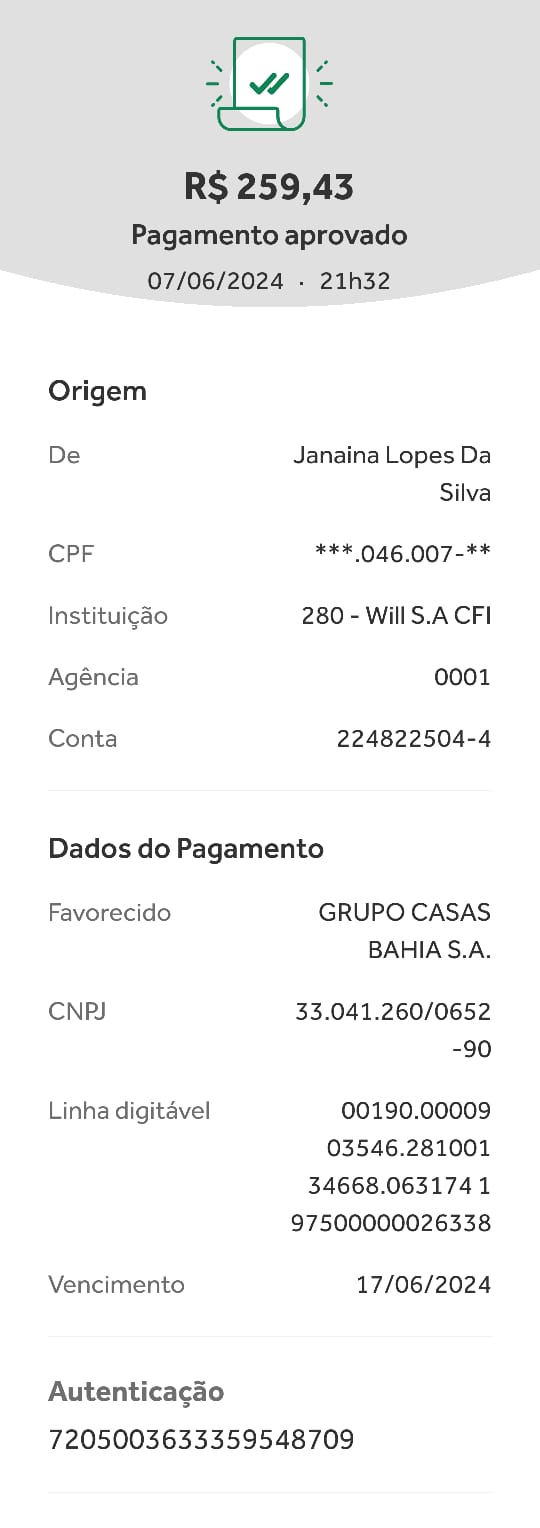 R$ 259,43
Pagamento aprovado
07/06/2024 · 21h32
Origem
De Janaina Lopes Da
Silva
CPF ***.046.007-**
Instituição 280 - Will S.A CFI
Agência 0001
Conta 224822504-4
Dados do Pagamento
Favorecido GRUPO CASAS
BAHIA S.A.
CNPJ 33.041.260/0652
-90
Linha digitável 00190.00009
03546.281001
34668.063174 1
97500000026338
Vencimento 17/06/2024
Autenticação
7205003633359548709